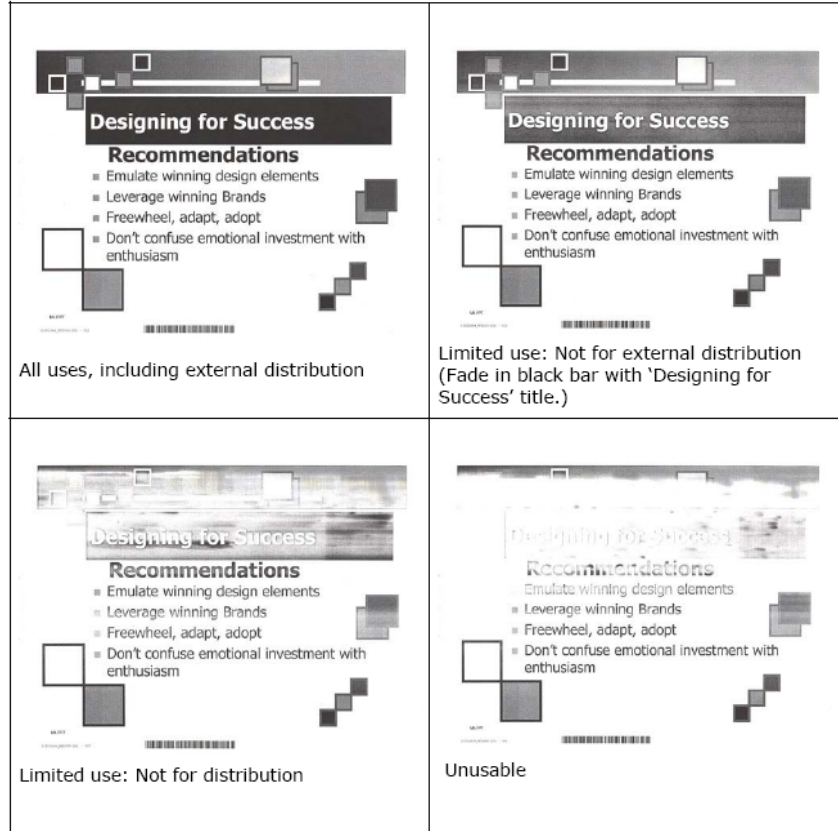 Designing for Success
Recommendations
Emulate winning design elements
Leverage winning Brands
Freewheel, adapt, adopt
Don't confuse emotional investment with
enthusiasm
All uses, including external distribution
Designing for Success
Recommendations
Emulate winning design elements
Leverage winning Brands
Freewheel, adapt, adopt
Don't confuse emotional investment with
enthusiasm
Limited use: Not for external distribution
(Fade in black bar with ‘Designing for
Success’ title.)
Designing for Success
Recommendations
Emulate winning design elements
Leverage winning Brands
Freewheel, adapt, adopt
Don't confuse emotional investment with
enthusiasm
Limited use: Not for distribution
Designing for Success
Recommendations
Emulate winning design elements
Leverage winning Brands
Freewheel, adapt, adopt
Don't confuse emotional investment with
enthusiasm
Unusable